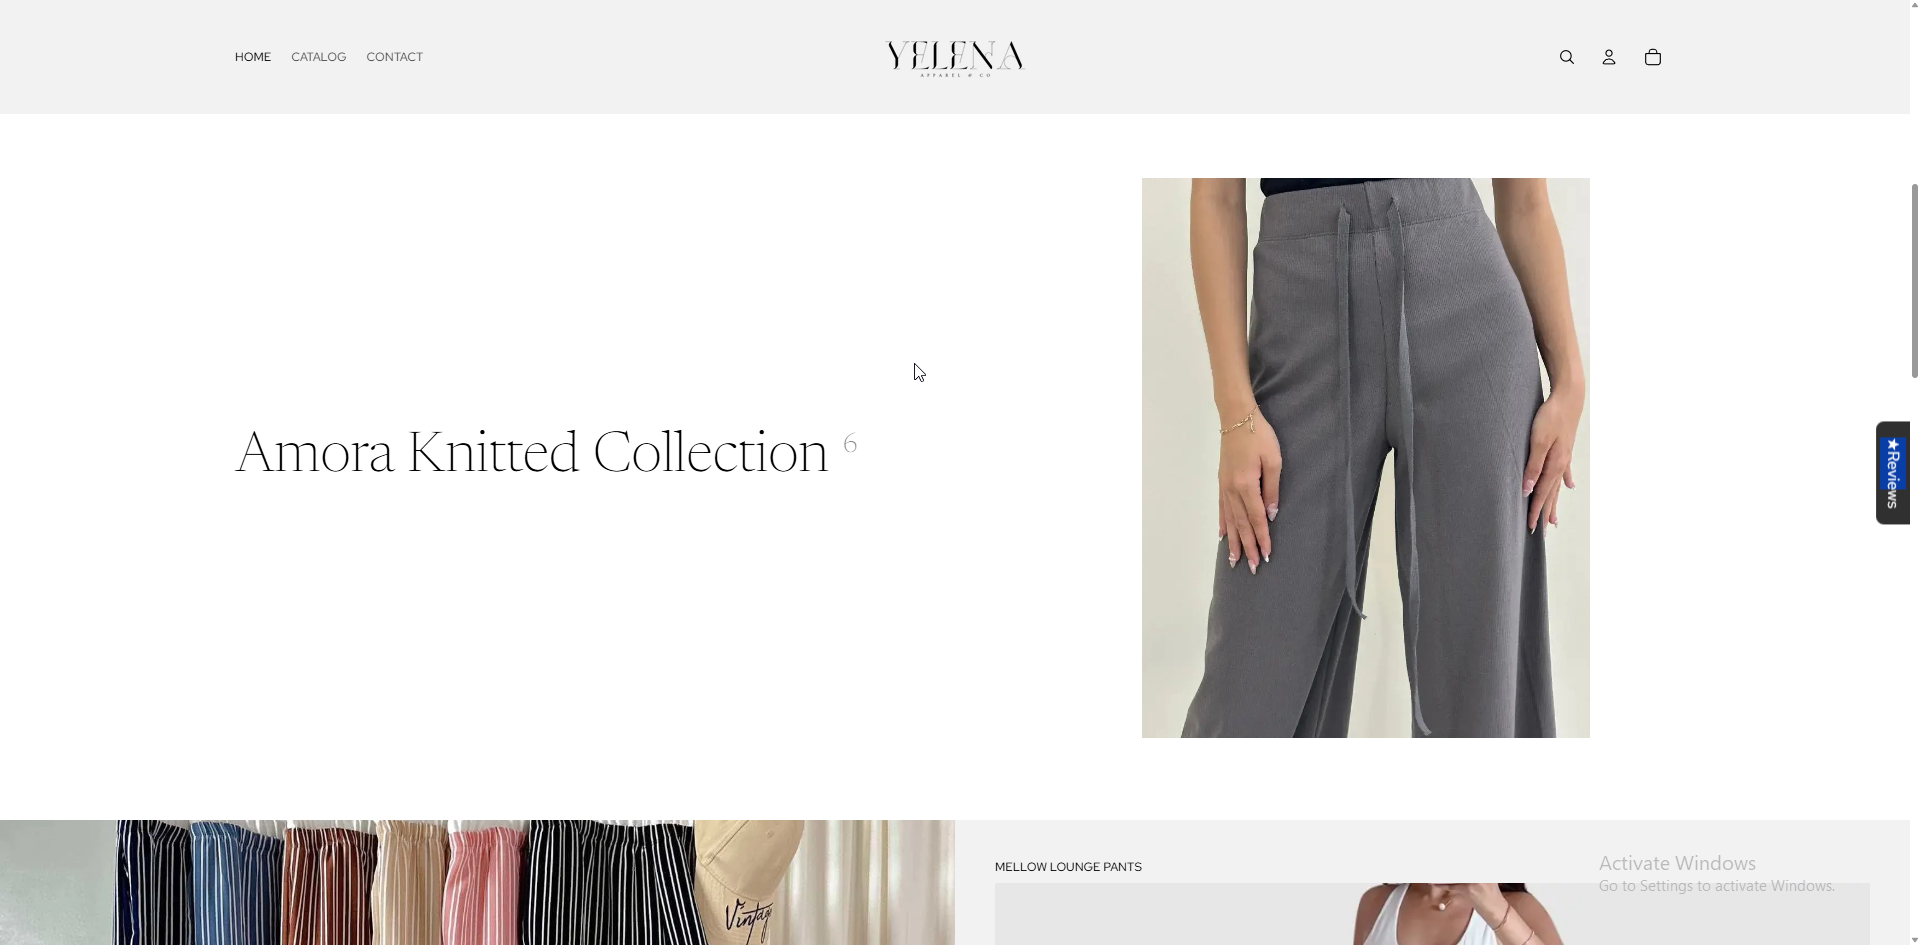 HOME CATALOG CONTACT
YELENA
APPAREL & CO
Amora Knitted Collection 6
★Reviews
MELLOW LOUNGE PANTS
Vintage
Activate Windows
Go to Settings to activate Windows.